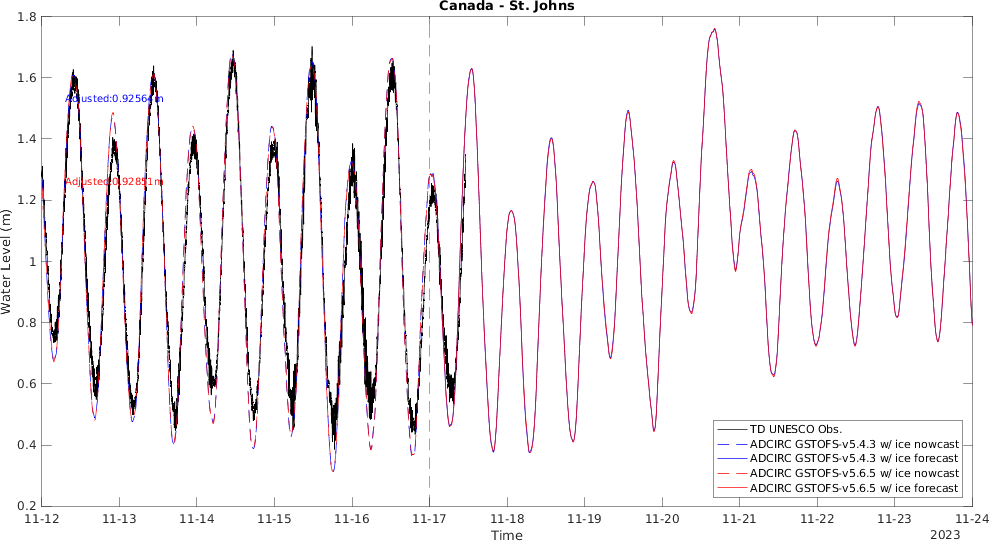 Canada - St. Johns
1.8
1.6
1.4
1.2
1
0.8
0.6
0.4
0.2
Water Level (m)
Adjusted:0.92564m
Adjusted:0.92851m
TD UNESCO Obs.
ADCIRC GSTOFS-v5.4.3 w/ ice nowcast
ADCIRC GSTOFS-v5.4.3 w/ ice forecast
ADCIRC GSTOFS-v5.6.5 w/ ice nowcast
ADCIRC GSTOFS-v5.6.5 w/ ice forecast
11-12 11-13 11-14 11-15 11-16 11-17 11-18 11-19 11-20 11-21 11-22 11-23 11-24
Time
2023